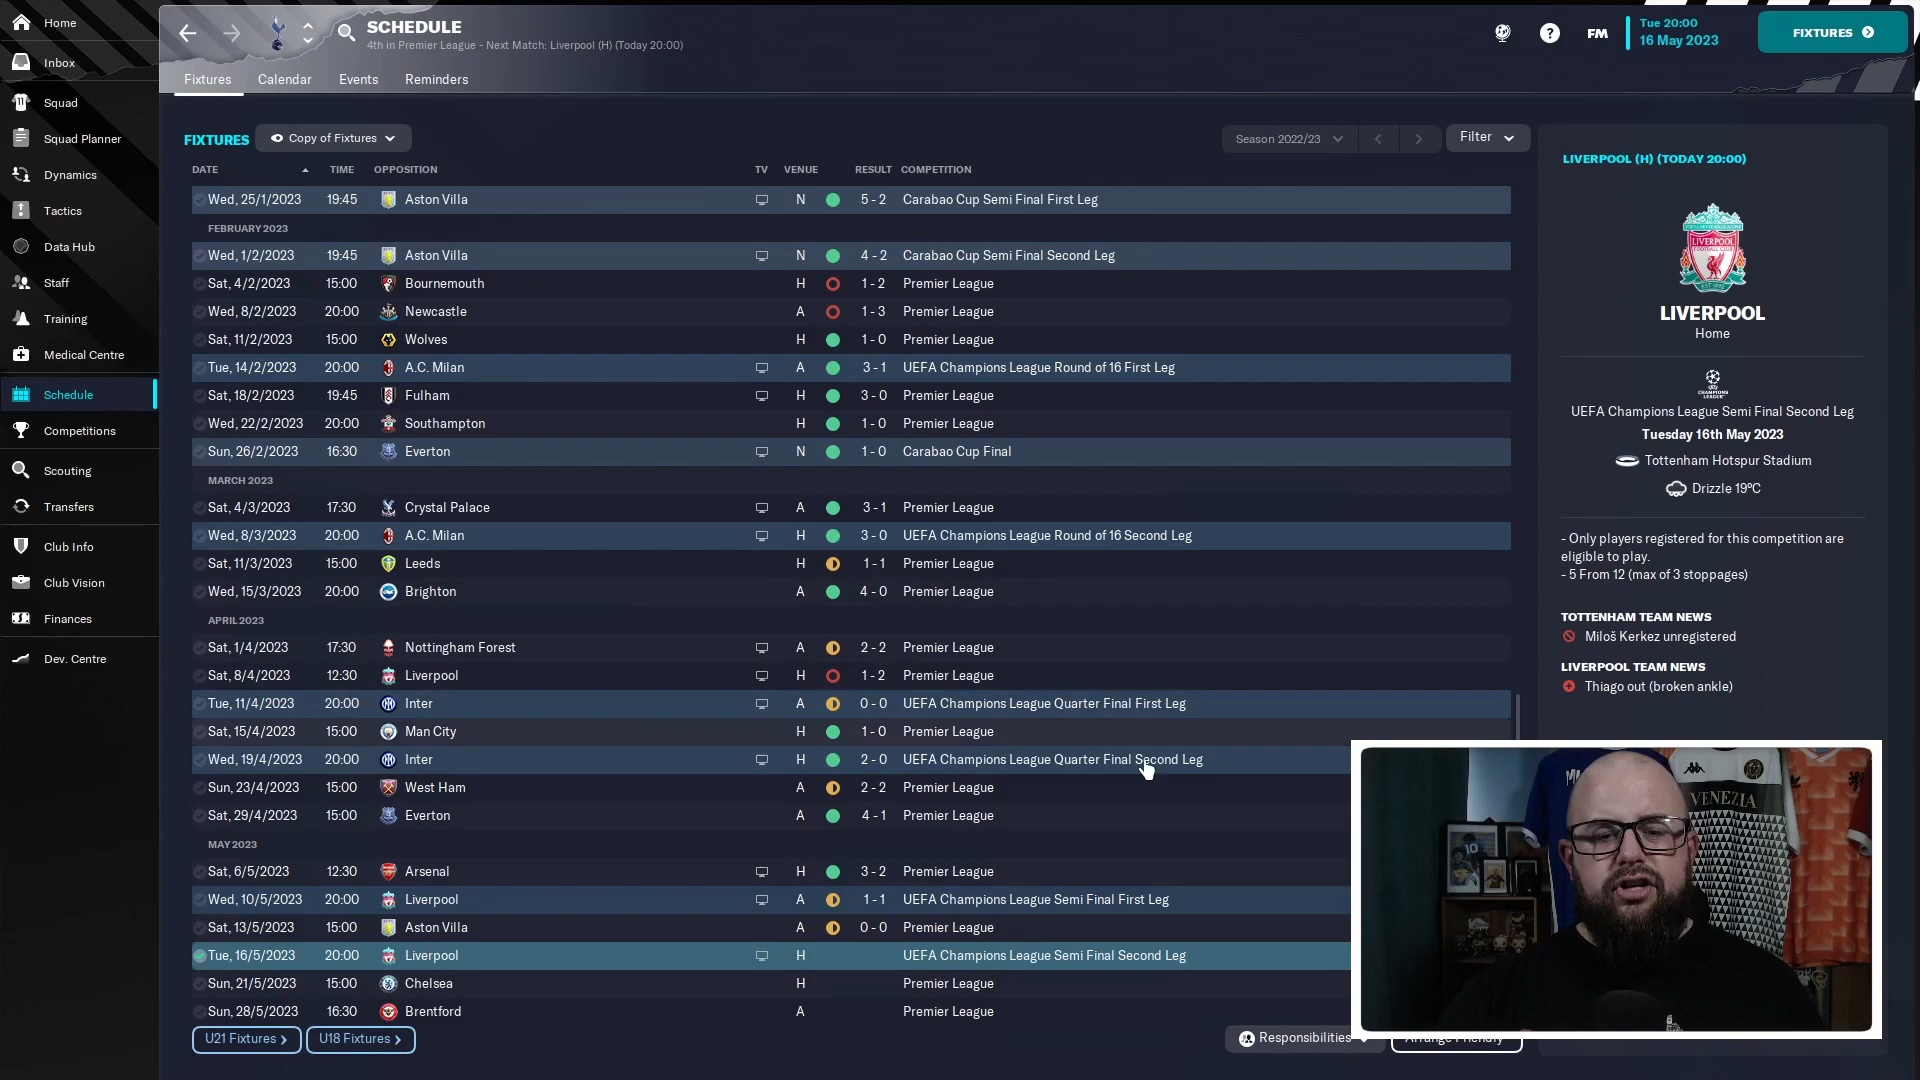 Home
Inbox
Squad
Squad Planner
Dynamics
Tactics
Data Hub
Staff
Training
Medical Centre
Schedule
Competitions
Scouting
Transfers
Club Info
Club Vision
Finances
Dev. Centre
SCHEDULE
4th in Premier League - Next Match: Liverpool (H) (Today 20:00)
FM
Tue 20:00
16 May 2023
FIXTURES
Fixtures Calendar Events Reminders
FIXTURES Copy of Fixtures Season 2022/23 Filter
DATE TIME OPPOSITION TV VENUE RESULT COMPETITION
Wed, 25/1/2023 19:45 Aston Villa N 5 - 2 Carabao Cup Semi Final First Leg
FEBRUARY 2023
Wed, 1/2/2023 19:45 Aston Villa N 4 - 2 Carabao Cup Semi Final Second Leg
Sat, 4/2/2023 15:00 Bournemouth H 1 - 2 Premier League
Wed, 8/2/2023 20:00 Newcastle A 1 - 3 Premier League
Sat, 11/2/2023 15:00 Wolves H 1 - 0 Premier League
Tue, 14/2/2023 20:00 A.C. Milan A 3 - 1 UEFA Champions League Round of 16 First Leg
Sat, 18/2/2023 19:45 Fulham H 3 - 0 Premier League
Wed, 22/2/2023 20:00 Southampton H 1 - 0 Premier League
Sun, 26/2/2023 16:30 Everton N 1 - 0 Carabao Cup Final
MARCH 2023
Sat, 4/3/2023 17:30 Crystal Palace A 3 - 1 Premier League
Wed, 8/3/2023 20:00 A.C. Milan H 3 - 0 UEFA Champions League Round of 16 Second Leg
Sat, 11/3/2023 15:00 Leeds H 1 - 1 Premier League
Wed, 15/3/2023 20:00 Brighton A 4 - 0 Premier League
APRIL 2023
Sat, 1/4/2023 17:30 Nottingham Forest A 2 - 2 Premier League
Sat, 8/4/2023 12:30 Liverpool H 1 - 2 Premier League
Tue, 11/4/2023 20:00 Inter A 0 - 0 UEFA Champions League Quarter Final First Leg
Sat, 15/4/2023 15:00 Man City H 1 - 0 Premier League
Wed, 19/4/2023 20:00 Inter H 2 - 0 UEFA Champions League Quarter Final Second Leg
Sun, 23/4/2023 15:00 West Ham A 2 - 2 Premier League
Sat, 29/4/2023 15:00 Everton A 4 - 1 Premier League
MAY 2023
Sat, 6/5/2023 12:30 Arsenal H 3 - 2 Premier League
Wed, 10/5/2023 20:00 Liverpool A 1 - 1 UEFA Champions League Semi Final First Leg
Sat, 13/5/2023 15:00 Aston Villa A 0 - 0 Premier League
Tue, 16/5/2023 20:00 Liverpool H UEFA Champions League Semi Final Second Leg
Sun, 21/5/2023 15:00 Chelsea H Premier League
Sun, 28/5/2023 16:30 Brentford A Premier League
U21 Fixtures U18 Fixtures Responsibilities Arrange Friendly
LIVERPOOL (H) (TODAY 20:00)
LIVERPOOL
Home
CHAMPIONS LEAGUE
UEFA Champions League Semi Final Second Leg
Tuesday 16th May 2023
Tottenham Hotspur Stadium
Drizzle 19°C
- Only players registered for this competition are
eligible to play.
- 5 From 12 (max of 3 stoppages)
TOTTENHAM TEAM NEWS
Miloš Kerkez unregistered
LIVERPOOL TEAM NEWS
Thiago out (broken ankle)
VENEZIA
10